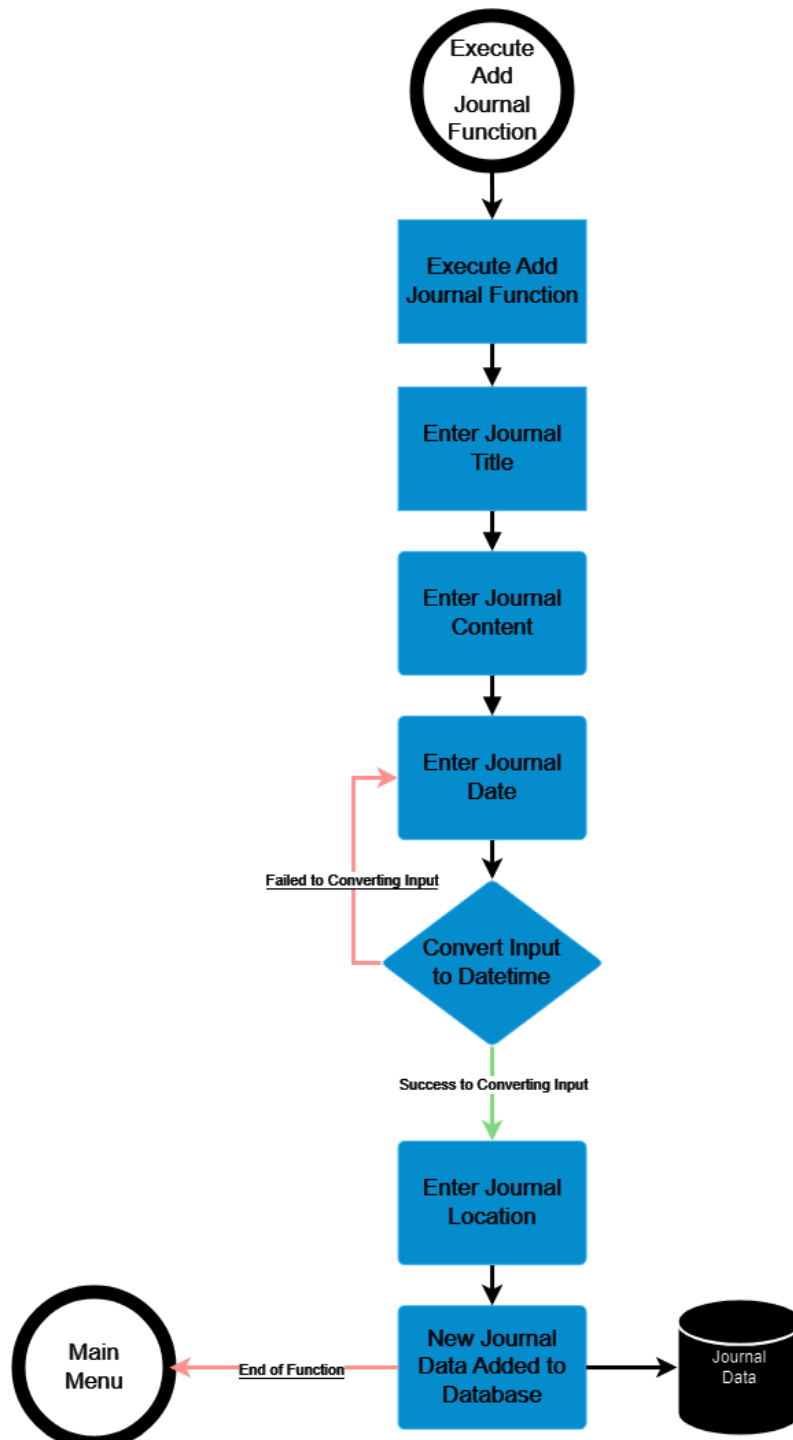 Execute
Add
Journal
Function
Execute Add
Journal Function
Enter Journal
Title
Enter Journal
Content
Enter Journal
Date
Failed to Converting Input
Convert Input
to Datetime
Success to Converting Input
Enter Journal
Location
Main
Menu
End of Function
New Journal
Data Added to
Database
Journal
Data